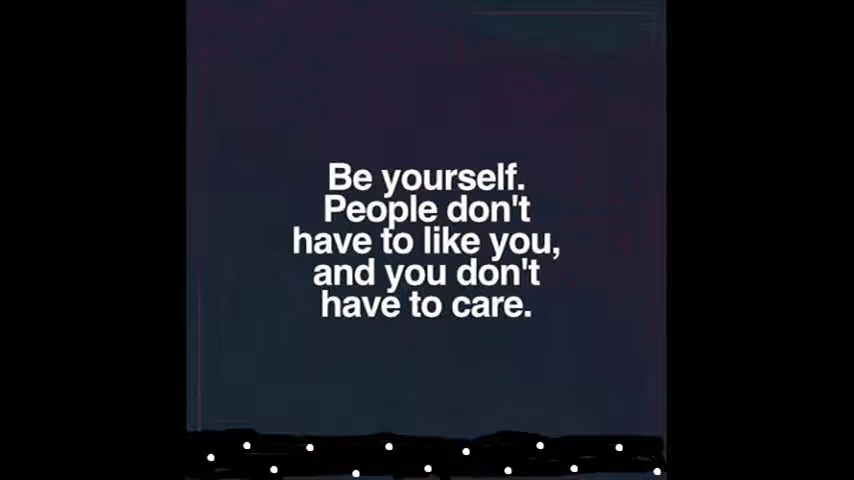 Be yourself.
People don't
have to like you,
and you don't
have to care.